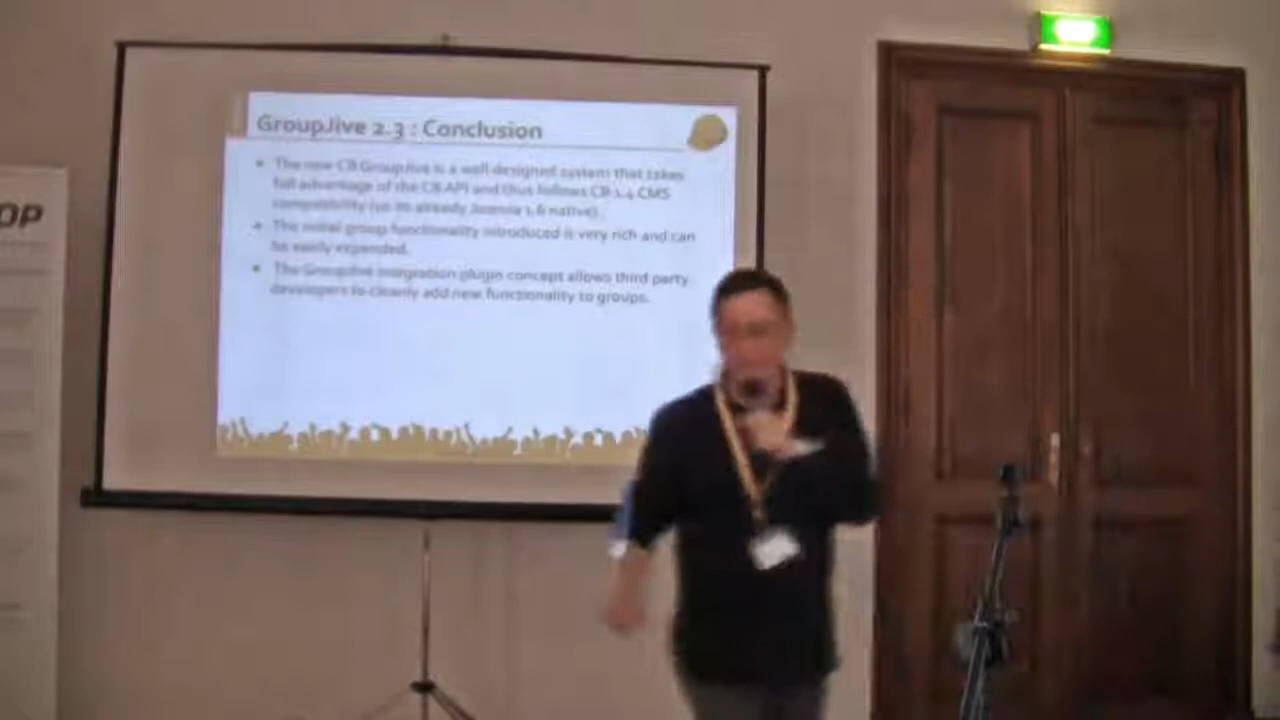 GroupJive 2.3 : Conclusion
The new CB GroupJive is a well designed system that takes
full advantage of the CB API and thus follows CB 1.4 CMS
compatibility (so its already Joomla 1.6 native).
The initial group functionality introduced is very rich and can
be easily expanded.
The GroupJive integration plugin concept allows third party
developers to cleanly add new functionality to groups.
OP